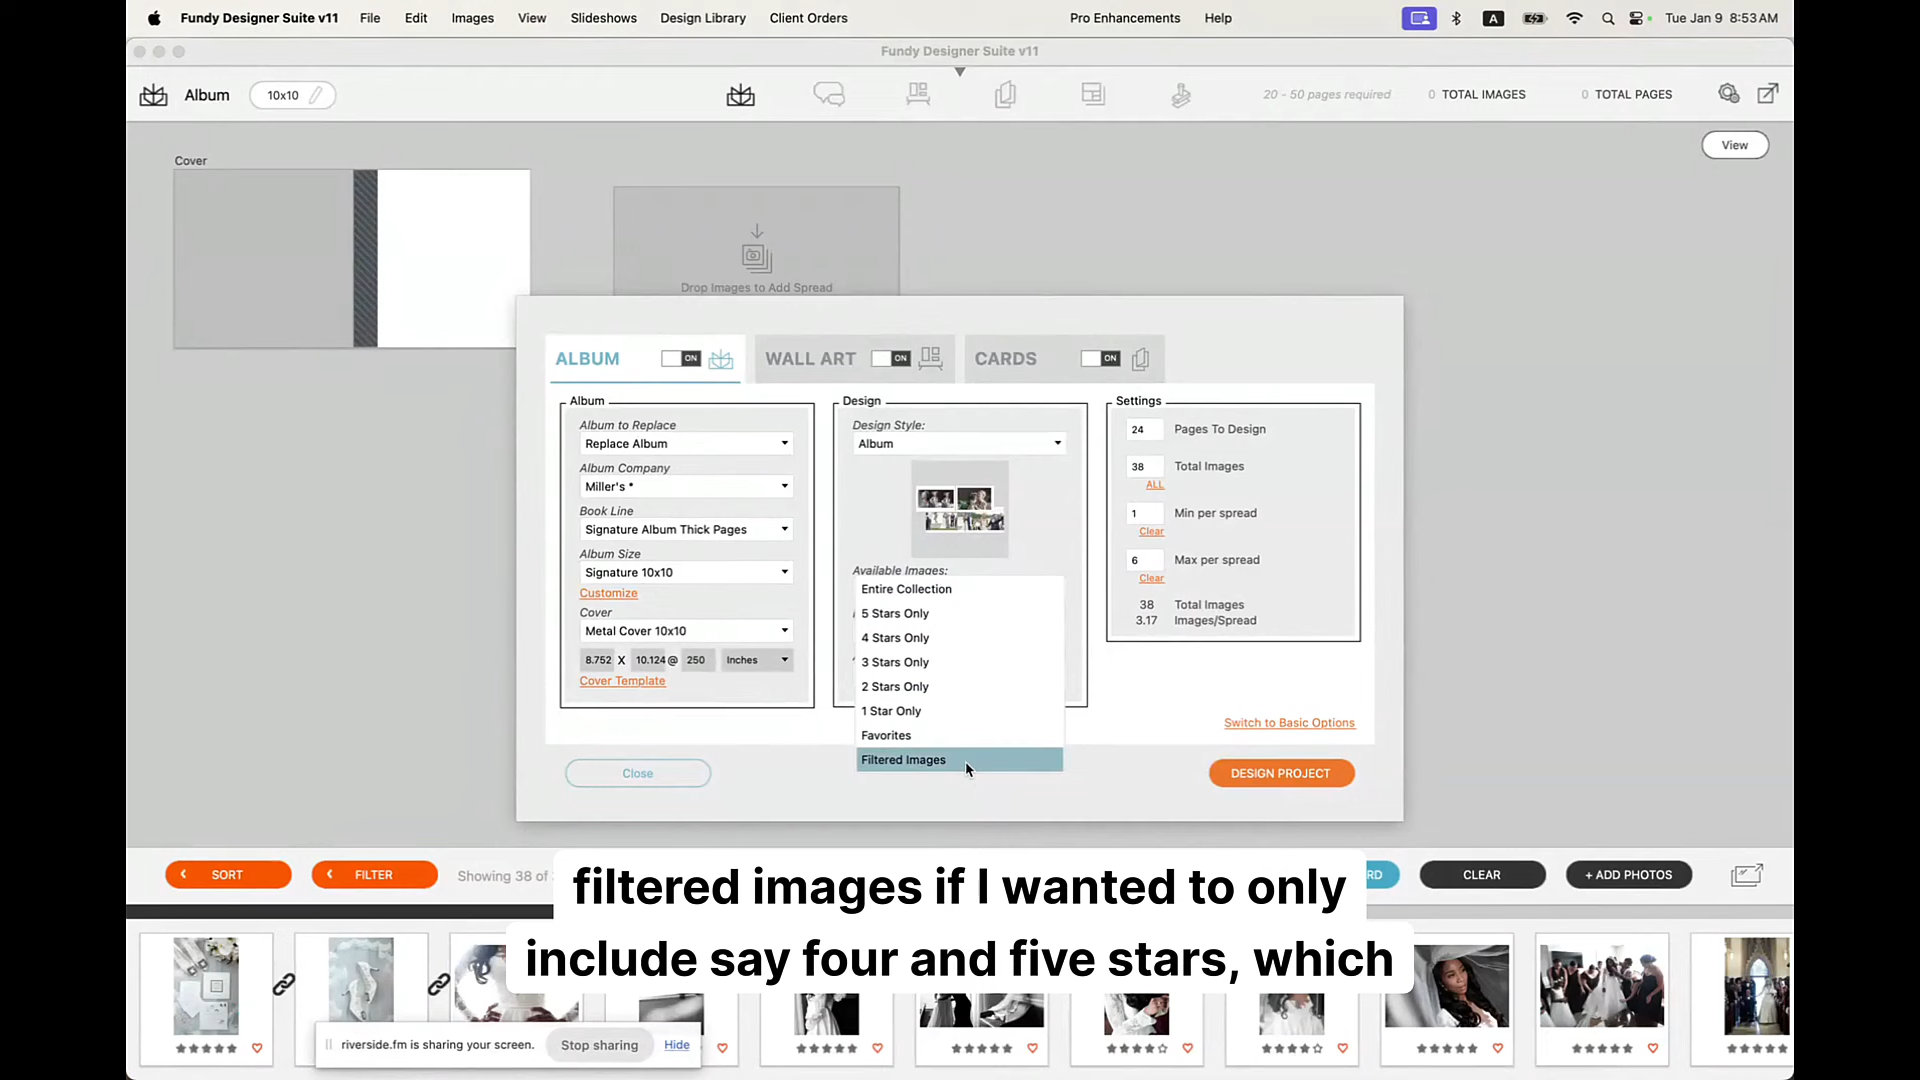 Fundy Designer Suite v11 File Edit Images View Slideshows Design Library Client Orders Pro Enhancements Help A Tue Jan 9 8:53 AM
Fundy Designer Suite v11
Album 10x10 20 - 50 pages required 0 TOTAL IMAGES 0 TOTAL PAGES
View
Cover
Drop Images to Add Spread
ALBUM ON WALL ART ON CARDS ON
Album
Album to Replace
Replace Album
Album Company
Miller's *
Book Line
Signature Album Thick Pages
Album Size
Signature 10x10
Customize
Cover
Metal Cover 10x10
8.752 X 10.124 @ 250 Inches
Cover Template
Design
Design Style:
Album
Available Images:
Entire Collection
5 Stars Only
4 Stars Only
3 Stars Only
2 Stars Only
1 Star Only
Favorites
Filtered Images
Settings
24 Pages To Design
38 Total Images
ALL
1 Min per spread
Clear
6 Max per spread
Clear
38 Total Images
3.17 Images/Spread
Switch to Basic Options
Close DESIGN PROJECT
SORT FILTER Showing 38 of RD CLEAR + ADD PHOTOS
filtered images if I wanted to only
include say four and five stars, which
riverside.fm is sharing your screen. Stop sharing Hide